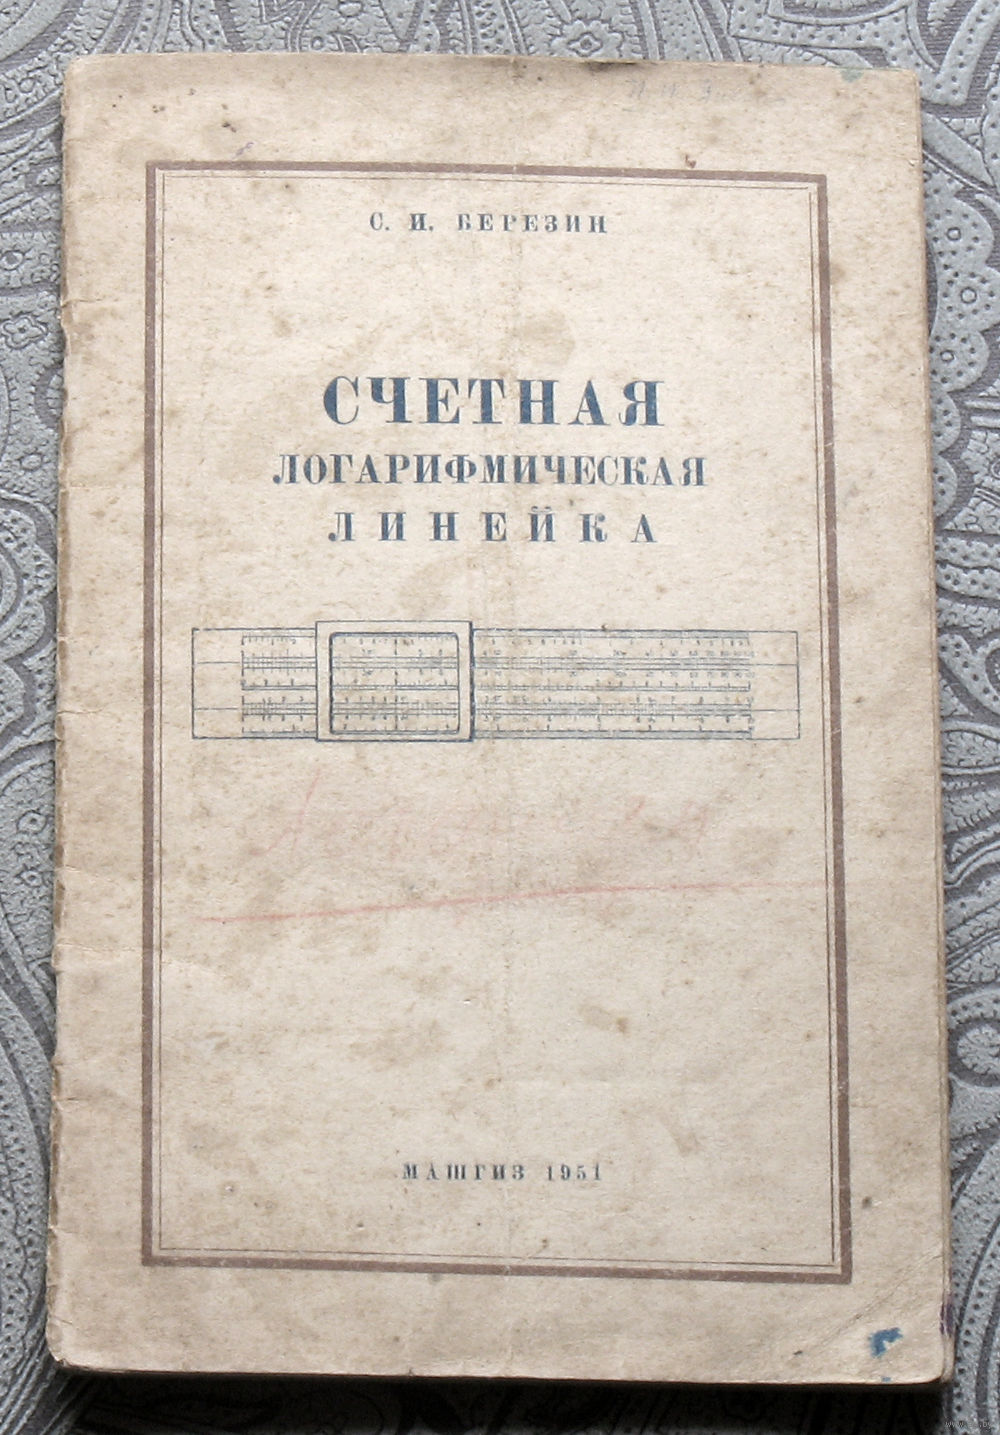 С. И. БЕРЕЗИН
СЧЕТНАЯ
ЛОГАРИФМИЧЕСКАЯ
ЛИНЕЙКА
МАШГИЗ 1951